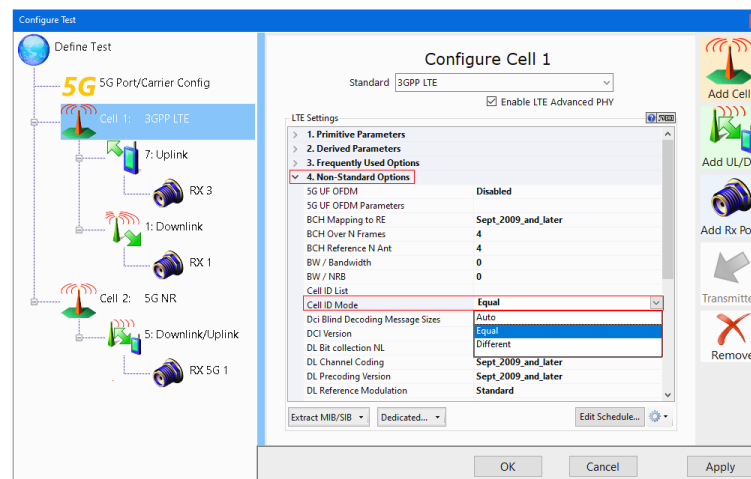 Configure Test
Define Test
5G 5G Port/Carrier Config
Cell 1: 3GPP LTE
7: Uplink
RX 3
1: Downlink
RX 1
Cell 2: 5G NR
5: Downlink/Uplink
RX 5G 1
Configure Cell 1
Standard 3GPP LTE
Enable LTE Advanced PHY
LTE Settings
1. Primitive Parameters
2. Derived Parameters
3. Frequently Used Options
4. Non-Standard Options
5G UF OFDM Disabled
5G UF OFDM Parameters
BCH Mapping to RE Sept_2009_and_later
BCH Over N Frames 4
BCH Reference N Ant 4
BW / Bandwidth 0
BW / NRB 0
Cell ID List
Cell ID Mode Equal
Dci Blind Decoding Message Sizes Auto
DCI Version Equal
DL Bit collection NL Different
DL Channel Coding Sept_2009_and_later
DL Precoding Version Sept_2009_and_later
DL Reference Modulation Standard
Extract MIB/SIB Dedicated... Edit Schedule...
OK Cancel Apply
Add Cell
Add UL/D
Add Rx Po
Transmitte
Remove